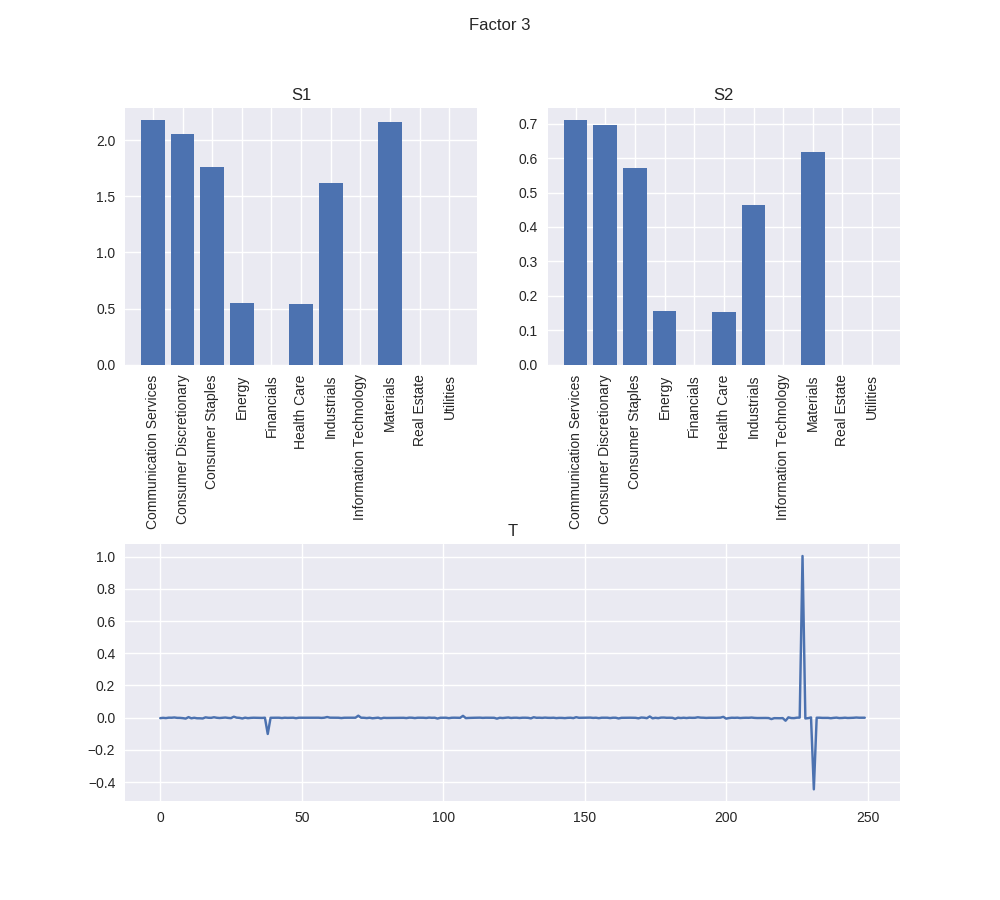 Factor 3
S1
2.0
1.5
1.0
0.5
0.0
Communication Services
Consumer Discretionary
Consumer Staples
Energy
Financials
Health Care
Industrials
Information Technology
Materials
Real Estate
Utilities
S2
0.7
0.6
0.5
0.4
0.3
0.2
0.1
0.0
Communication Services
Consumer Discretionary
Consumer Staples
Energy
Financials
Health Care
Industrials
Information Technology
Materials
Real Estate
Utilities
T
1.0
0.8
0.6
0.4
0.2
0.0
−0.2
−0.4
0
50
100
150
200
250